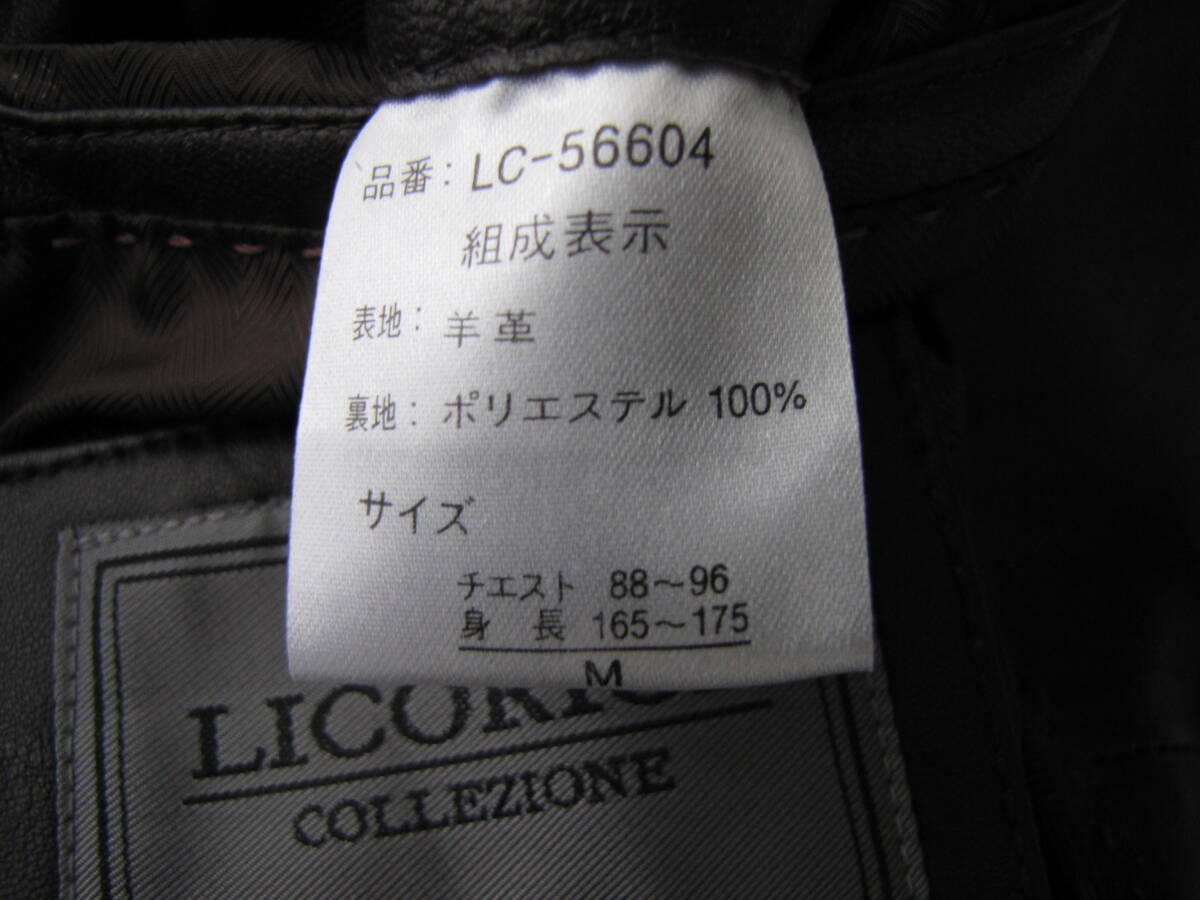 品番: LC-56604
組成表示
表地: 羊革
裏地: ポリエステル 100%
サイズ
チエスト 88~96
身長 165~175
M
COLLEZIONE